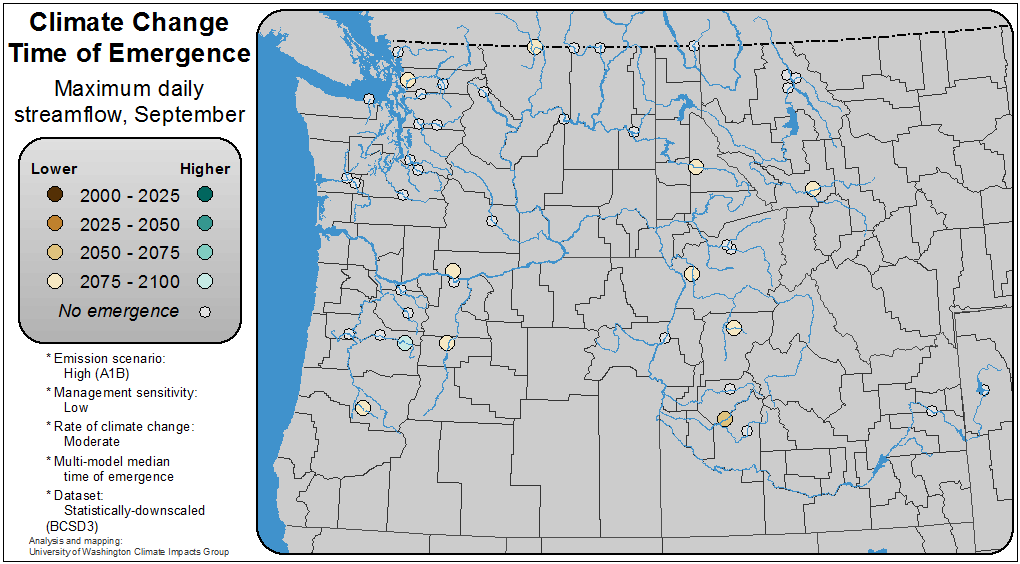 Climate Change
Time of Emergence
Maximum daily
streamflow, September
Lower Higher
2000 - 2025
2025 - 2050
2050 - 2075
2075 - 2100
No emergence
* Emission scenario:
High (A1B)
* Management sensitivity:
Low
* Rate of climate change:
Moderate
* Multi-model median
time of emergence
* Dataset:
Statistically-downscaled
(BCSD3)
Analysis and mapping:
University of Washington Climate Impacts Group